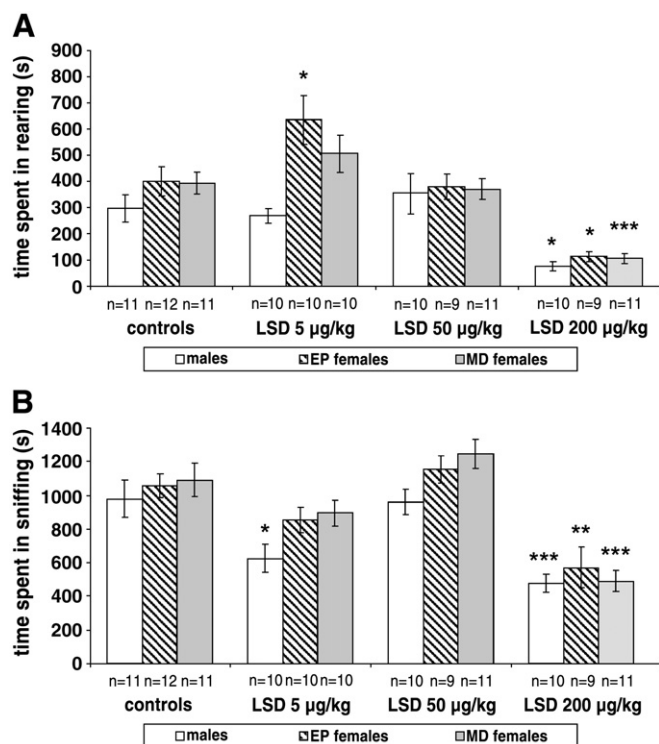 A
time spent in rearing (s)
900
800
700
600
500
400
300
200
100
0
*
* * ***
n=11 n=12 n=11 n=10 n=10 n=10 n=10 n=9 n=11 n=10 n=9 n=11
controls LSD 5 µg/kg LSD 50 µg/kg LSD 200 µg/kg
males EP females MD females
B
time spent in sniffing (s)
1400
1200
1000
800
600
400
200
0
*
*** ** ***
n=11 n=12 n=11 n=10 n=10 n=10 n=10 n=9 n=11 n=10 n=9 n=11
controls LSD 5 µg/kg LSD 50 µg/kg LSD 200 µg/kg
males EP females MD females